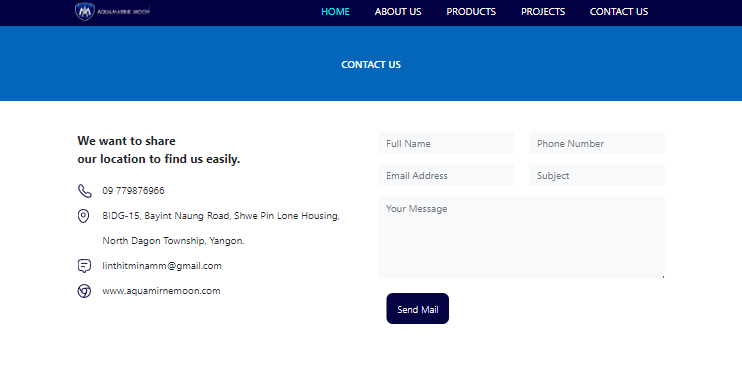 AQUAMARINE MOON
HOME ABOUT US PRODUCTS PROJECTS CONTACT US
CONTACT US
We want to share
our location to find us easily.
09 779876966
BIDG-15, Bayint Naung Road, Shwe Pin Lone Housing,
North Dagon Township, Yangon.
linthitminamm@gmail.com
www.aquamirnemoon.com
Full Name Phone Number
Email Address Subject
Your Message
Send Mail